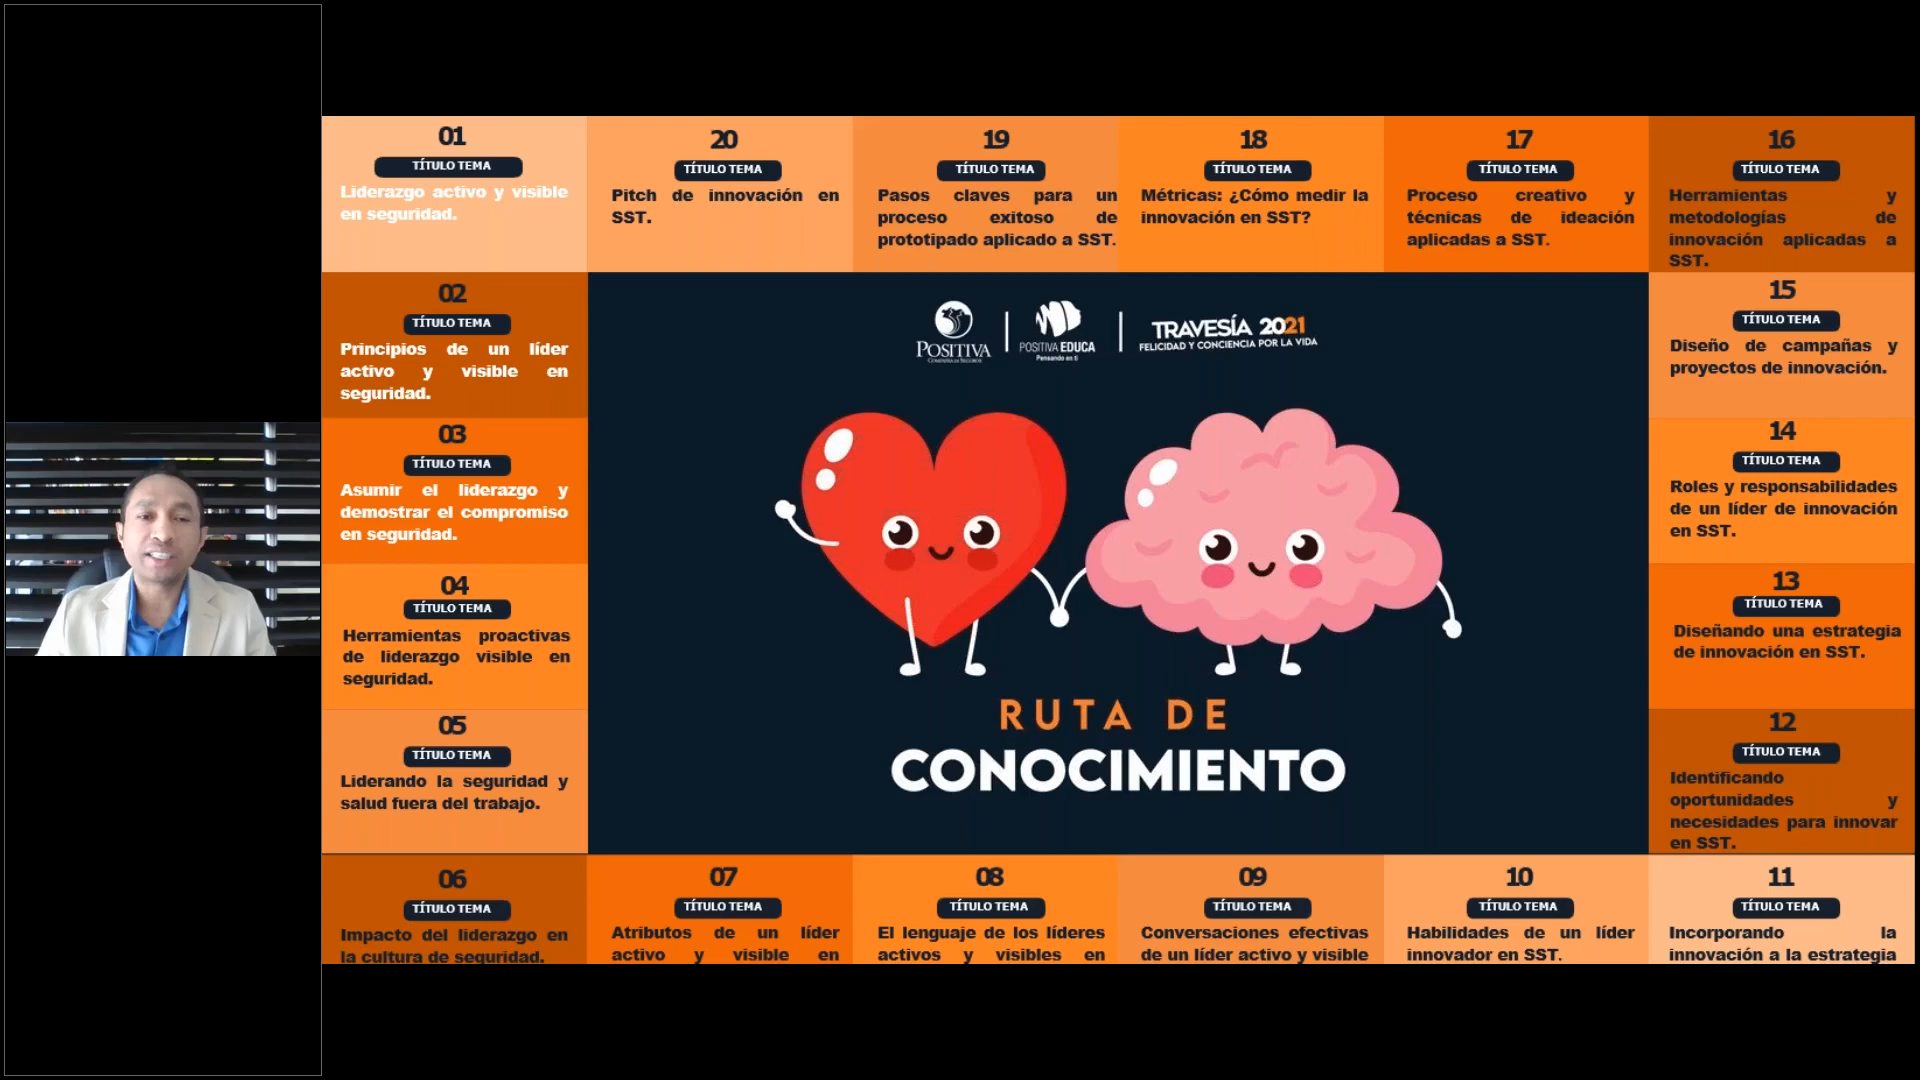 01
TÍTULO TEMA
Liderazgo activo y visible
en seguridad.
20
TÍTULO TEMA
Pitch de innovación en
SST.
19
TÍTULO TEMA
Pasos claves para un
proceso exitoso de
prototipado aplicado a SST.
18
TÍTULO TEMA
Métricas: ¿Cómo medir la
innovación en SST?
17
TÍTULO TEMA
Proceso creativo y
técnicas de ideación
aplicadas a SST.
16
TÍTULO TEMA
Herramientas y
metodologías de
innovación aplicadas a
SST.
02
TÍTULO TEMA
Principios de un líder
activo y visible en
seguridad.
03
TÍTULO TEMA
Asumir el liderazgo y
demostrar el compromiso
en seguridad.
04
TÍTULO TEMA
Herramientas proactivas
de liderazgo visible en
seguridad.
05
TÍTULO TEMA
Liderando la seguridad y
salud fuera del trabajo.
POSITIVA
COMPAÑÍA DE SEGUROS
POSITIVA EDUCA
Pensando en ti
TRAVESÍA 2021
FELICIDAD Y CONCIENCIA POR LA VIDA
RUTA DE
CONOCIMIENTO
15
TÍTULO TEMA
Diseño de campañas y
proyectos de innovación.
14
TÍTULO TEMA
Roles y responsabilidades
de un líder de innovación
en SST.
13
TÍTULO TEMA
Diseñando una estrategia
de innovación en SST.
12
TÍTULO TEMA
Identificando
oportunidades y
necesidades para innovar
en SST.
06
TÍTULO TEMA
Impacto del liderazgo en
la cultura de seguridad.
07
TÍTULO TEMA
Atributos de un líder
activo y visible en
08
TÍTULO TEMA
El lenguaje de los líderes
activos y visibles en
09
TÍTULO TEMA
Conversaciones efectivas
de un líder activo y visible
10
TÍTULO TEMA
Habilidades de un líder
innovador en SST.
11
TÍTULO TEMA
Incorporando la
innovación a la estrategia